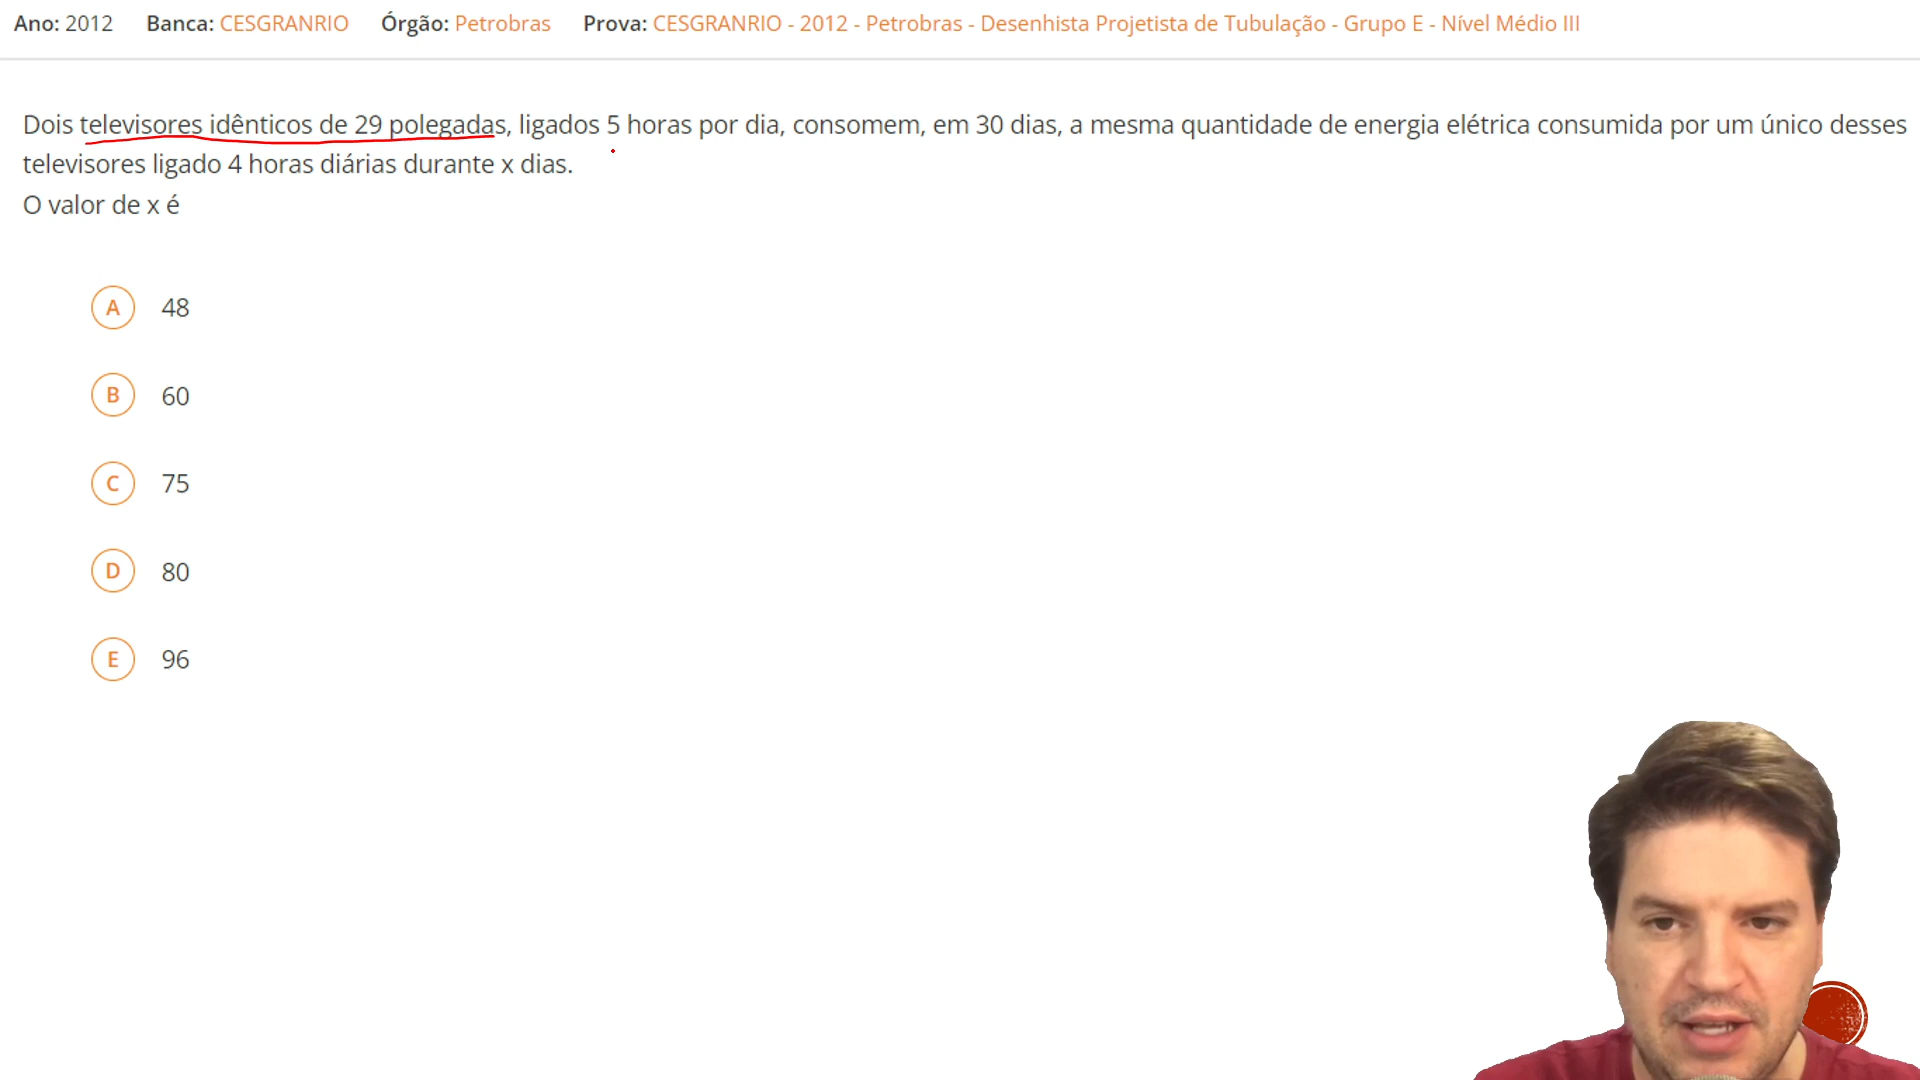 Ano: 2012 Banca: CESGRANRIO Órgão: Petrobras Prova: CESGRANRIO - 2012 - Petrobras - Desenhista Projetista de Tubulação - Grupo E - Nível Médio III
Dois televisores idênticos de 29 polegadas, ligados 5 horas por dia, consomem, em 30 dias, a mesma quantidade de energia elétrica consumida por um único desses
televisores ligado 4 horas diárias durante x dias.
O valor de x é
A 48
B 60
C 75
D 80
E 96